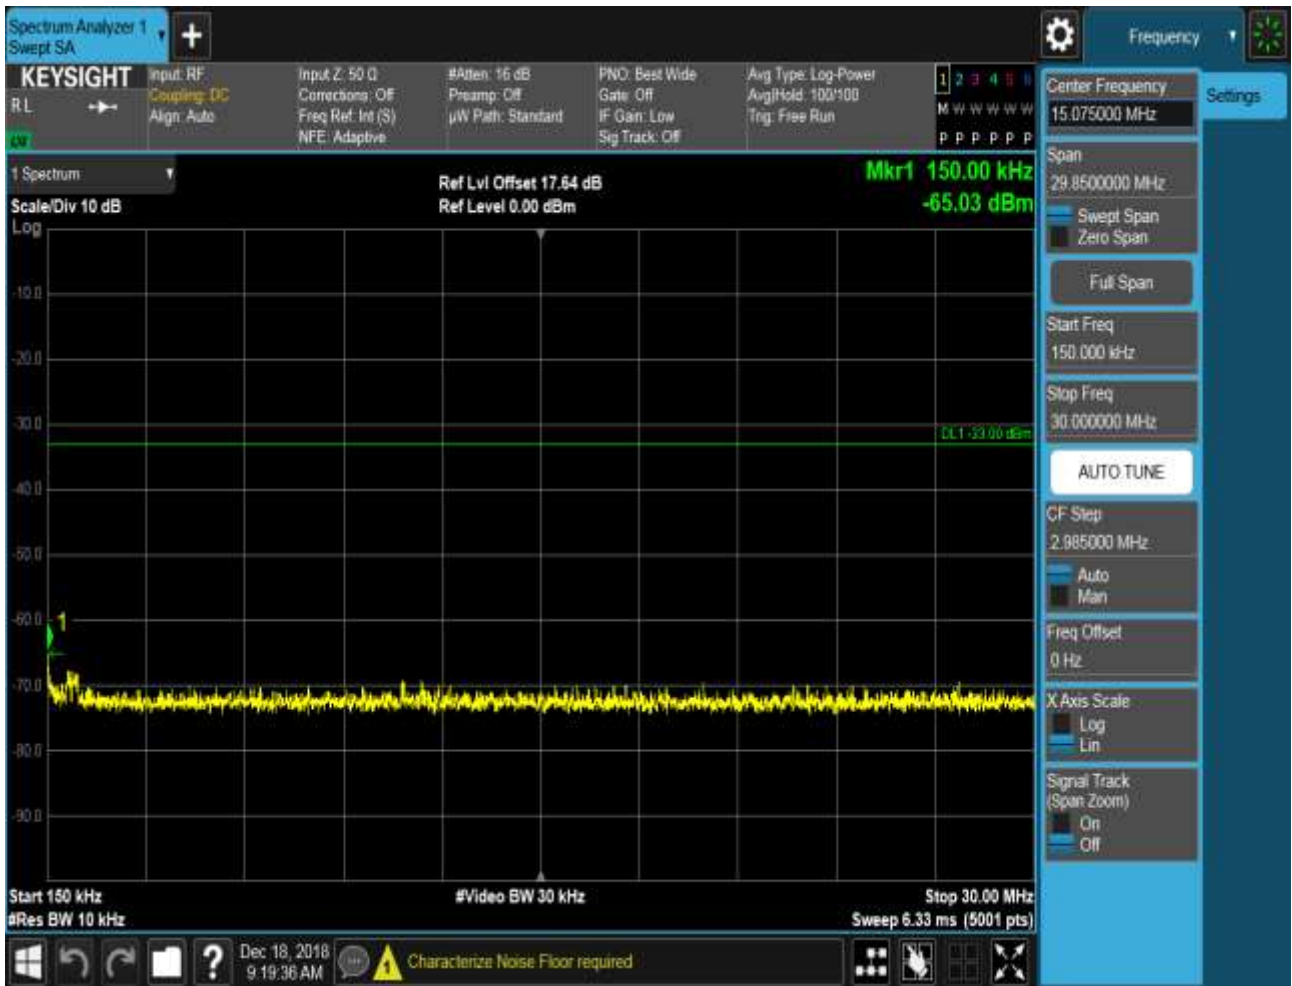 Spectrum Analyzer 1
Swept SA
Frequency
KEYSIGHT
R L
Input: RF
Coupling: DC
Align: Auto
Input Z: 50 Ω
Corrections: Off
Freq Ref: Int (S)
NFE: Adaptive
#Atten: 16 dB
Preamp: Off
µW Path: Standard
PNO: Best Wide
Gate: Off
IF Gain: Low
Sig Track: Off
Avg Type: Log-Power
Avg|Hold: 100/100
Trig: Free Run
1 2 3 4 5 6
M W W W W W
P P P P P P
1 Spectrum
Scale/Div 10 dB
Log
Ref Lvl Offset 17.64 dB
Ref Level 0.00 dBm
Mkr1 150.00 kHz
-65.03 dBm
-10.0
-20.0
-30.0
DL1 -33.00 dBm
-40.0
-50.0
-60.0
1
-70.0
-80.0
-90.0
Start 150 kHz
#Video BW 30 kHz
Stop 30.00 MHz
#Res BW 10 kHz
Sweep 6.33 ms (5001 pts)
?
Dec 18, 2018
9:19:36 AM
Characterize Noise Floor required
Center Frequency
15.075000 MHz
Settings
Span
29.8500000 MHz
Swept Span
Zero Span
Full Span
Start Freq
150.000 kHz
Stop Freq
30.000000 MHz
AUTO TUNE
CF Step
2.985000 MHz
Auto
Man
Freq Offset
0 Hz
X Axis Scale
Log
Lin
Signal Track
(Span Zoom)
On
Off